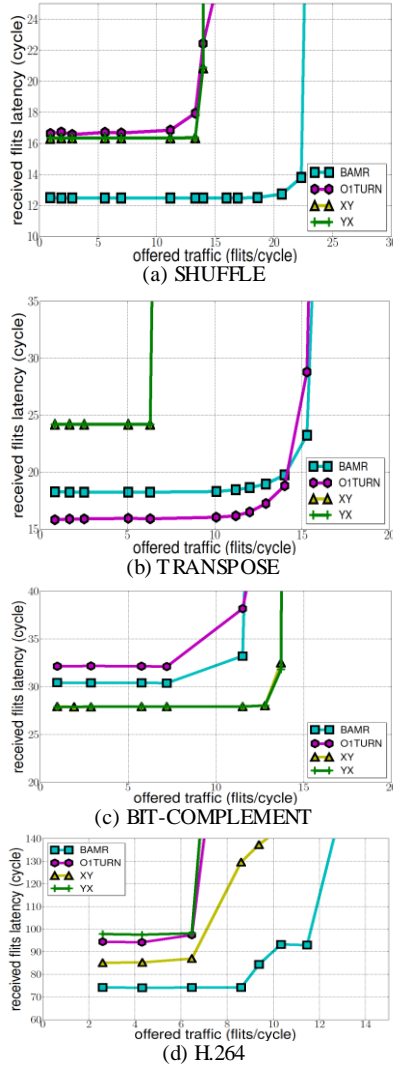 received flits latency (cycle)
24
22
20
18
16
14
12
10
0
5
10
15
20
25
30
BAMR
O1TURN
XY
YX
offered traffic (flits/cycle)
(a) SHUFFLE
received flits latency (cycle)
35
30
25
20
15
0
5
10
15
20
BAMR
O1TURN
XY
YX
offered traffic (flits/cycle)
(b) TRANSPOSE
received flits latency (cycle)
40
35
30
25
20
0
5
10
15
20
BAMR
O1TURN
XY
YX
offered traffic (flits/cycle)
(c) BIT-COMPLEMENT
received flits latency (cycle)
140
130
120
110
100
90
80
70
60
0
2
4
6
8
10
12
14
BAMR
O1TURN
XY
YX
offered traffic (flits/cycle)
(d) H.264